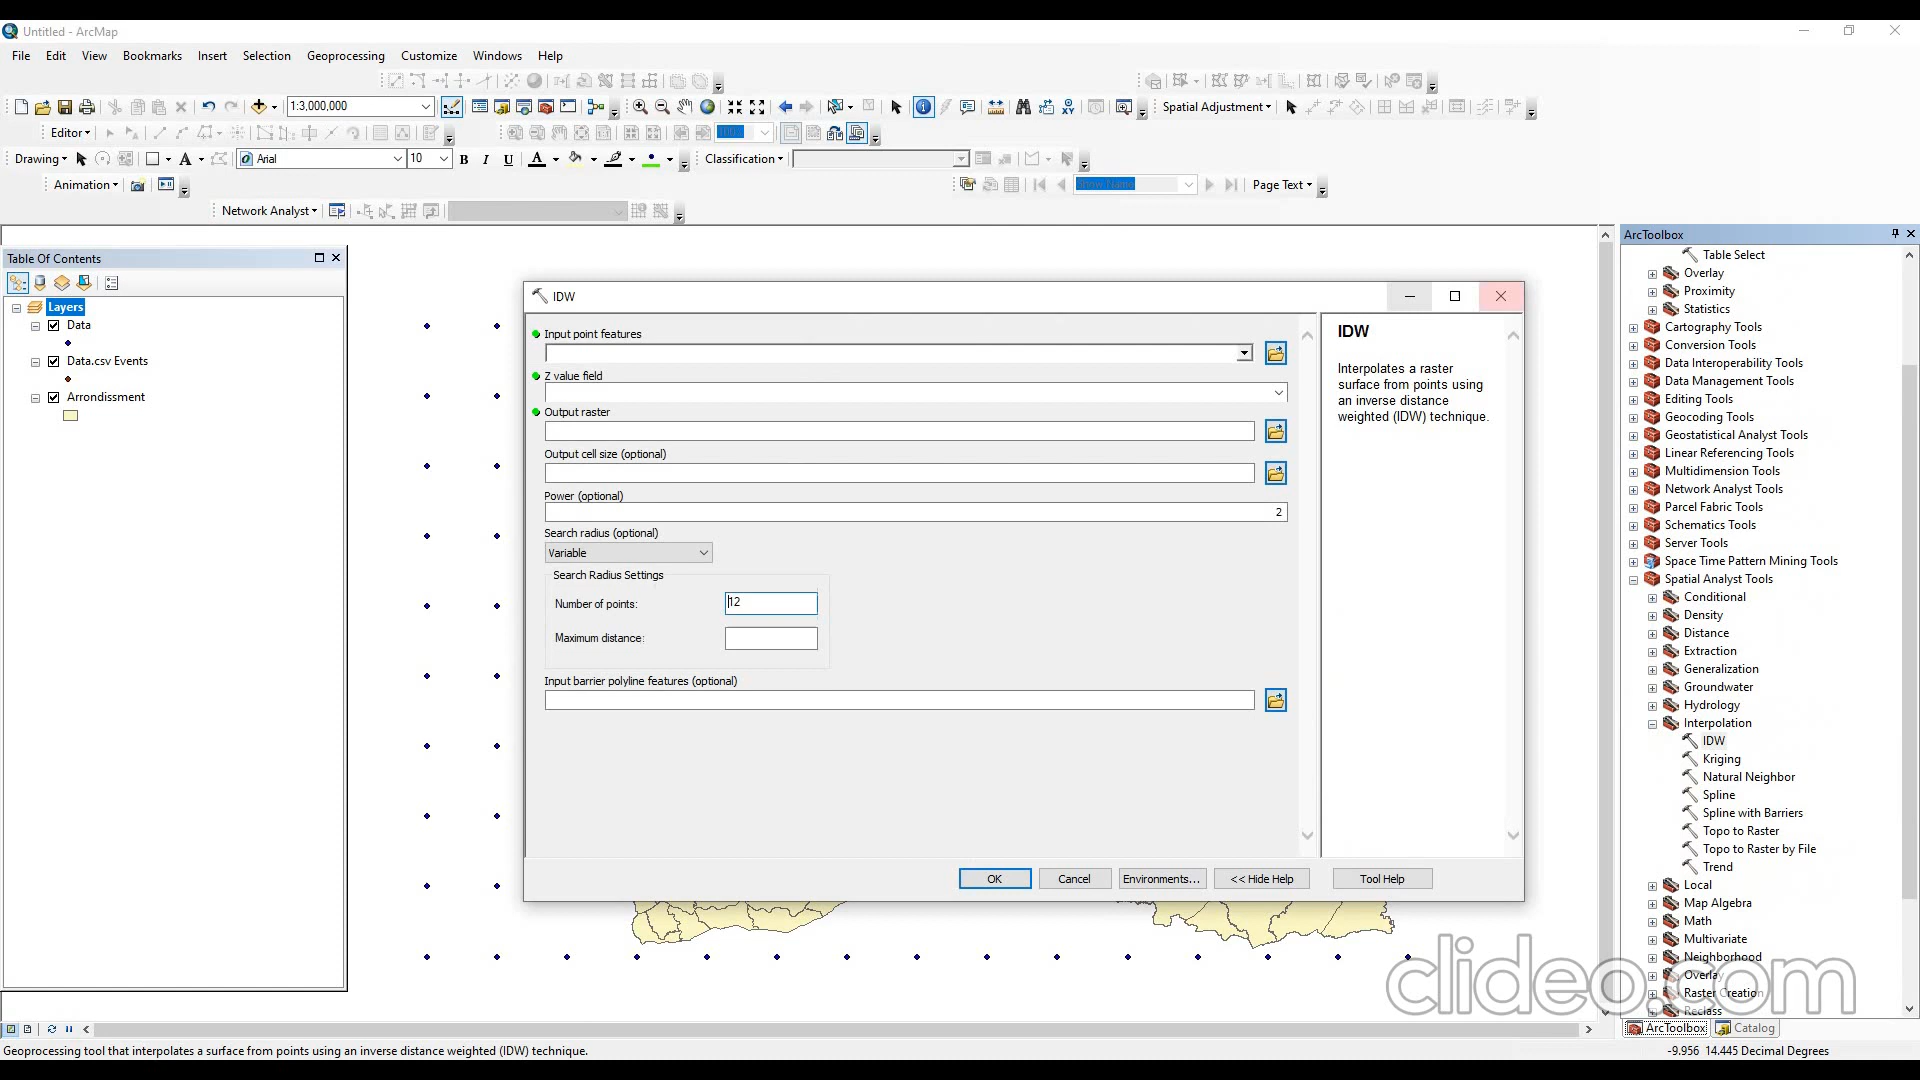 Untitled - ArcMap
File Edit View Bookmarks Insert Selection Geoprocessing Customize Windows Help
1:3,000,000
Spatial Adjustment
Editor
100%
Drawing
A
Arial
10
B I U A
Classification
Animation
Show Name
Page Text
Network Analyst
Table Of Contents
Layers
Data
Data.csv Events
Arrondissment
IDW
Input point features
Z value field
Output raster
Output cell size (optional)
Power (optional)
2
Search radius (optional)
Variable
Search Radius Settings
Number of points:
12
Maximum distance:
Input barrier polyline features (optional)
OK
Cancel
Environments...
<< Hide Help
Tool Help
IDW
Interpolates a raster
surface from points using
an inverse distance
weighted (IDW) technique.
ArcToolbox
Table Select
Overlay
Proximity
Statistics
Cartography Tools
Conversion Tools
Data Interoperability Tools
Data Management Tools
Editing Tools
Geocoding Tools
Geostatistical Analyst Tools
Linear Referencing Tools
Multidimension Tools
Network Analyst Tools
Parcel Fabric Tools
Schematics Tools
Server Tools
Space Time Pattern Mining Tools
Spatial Analyst Tools
Conditional
Density
Distance
Extraction
Generalization
Groundwater
Hydrology
Interpolation
IDW
Kriging
Natural Neighbor
Spline
Spline with Barriers
Topo to Raster
Topo to Raster by File
Trend
Local
Map Algebra
Math
Multivariate
Neighborhood
Overlay
Raster Creation
Reclass
clideo.com
ArcToolbox
Catalog
Geoprocessing tool that interpolates a surface from points using an inverse distance weighted (IDW) technique.
-9.956 14.445 Decimal Degrees